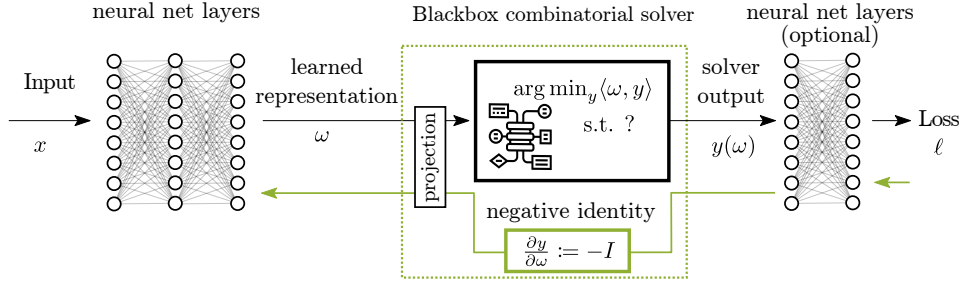 neural net layers
Blackbox combinatorial solver
neural net layers
(optional)
Input
x
learned
representation
ω
projection
arg min_y⟨ω, y⟩
s.t. ?
solver
output
y(ω)
Loss
ℓ
negative identity
∂y/∂ω := −I